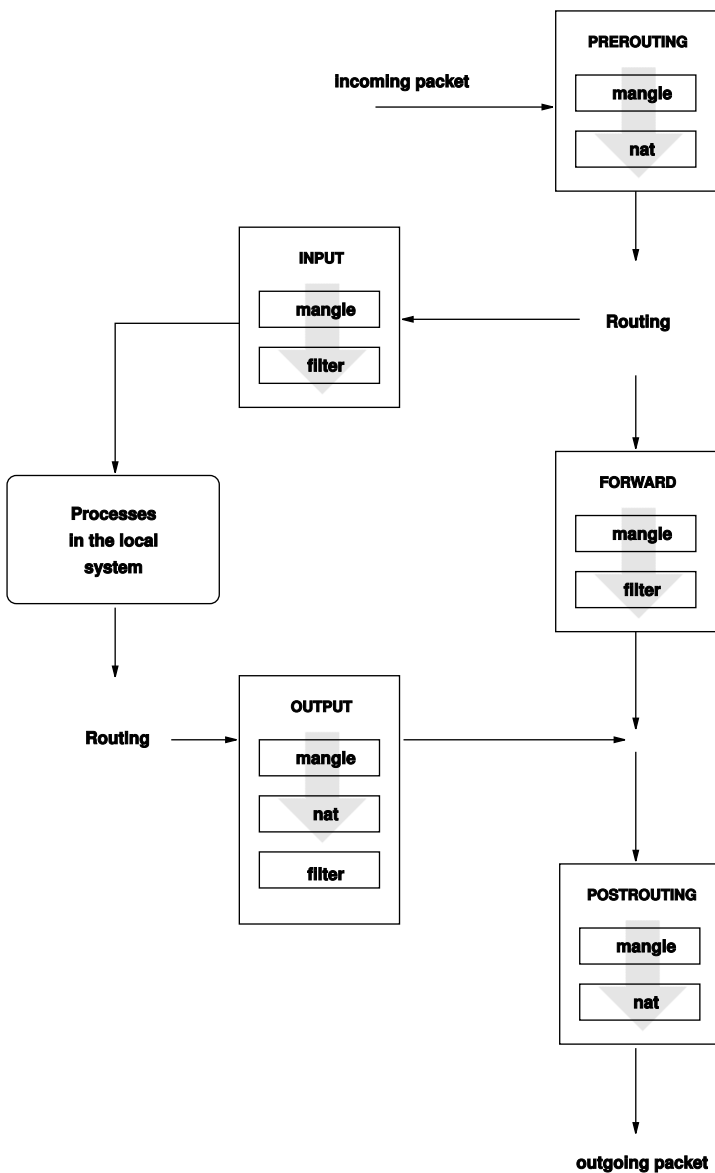 PREROUTING
incoming packet
mangle
nat
INPUT
mangle
Routing
filter
Processes
in the local
system
FORWARD
mangle
filter
Routing
OUTPUT
mangle
nat
filter
POSTROUTING
mangle
nat
outgoing packet